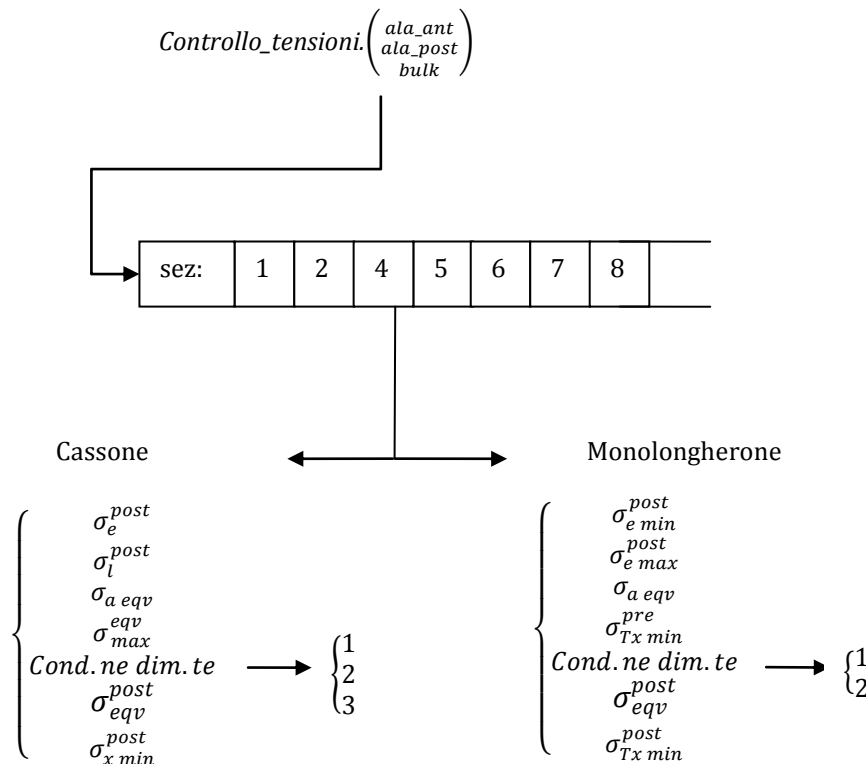 Controllo_tensioni.(ala_ant
ala_post
bulk)
sez: 1 2 4 5 6 7 8
Cassone
Monolongherone
σ_e^post
σ_l^post
σ_a eqv
σ_max^eqv
Cond.ne dim.te
σ_eqv^post
σ_x min^post
1
2
3
σ_e min^post
σ_e max^post
σ_a eqv
σ_Tx min^pre
Cond.ne dim.te
σ_eqv^post
σ_Tx min^post
1
2